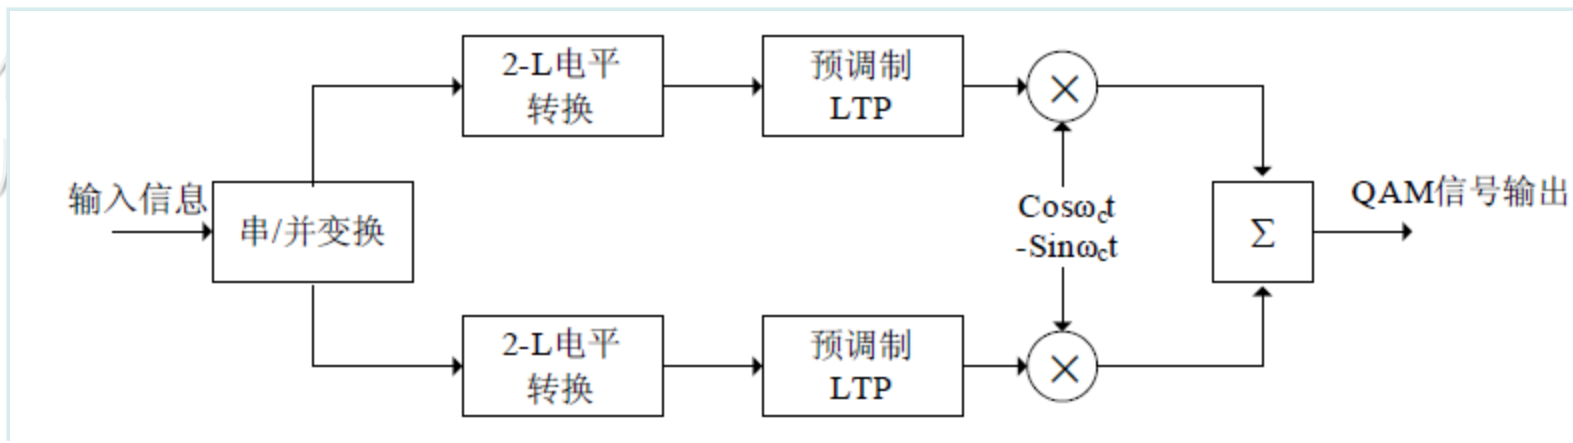 输入信息
串/并变换
2-L电平
转换
预调制
LTP
×
Cosωct
-Sinωct
2-L电平
转换
预调制
LTP
×
Σ
QAM信号输出